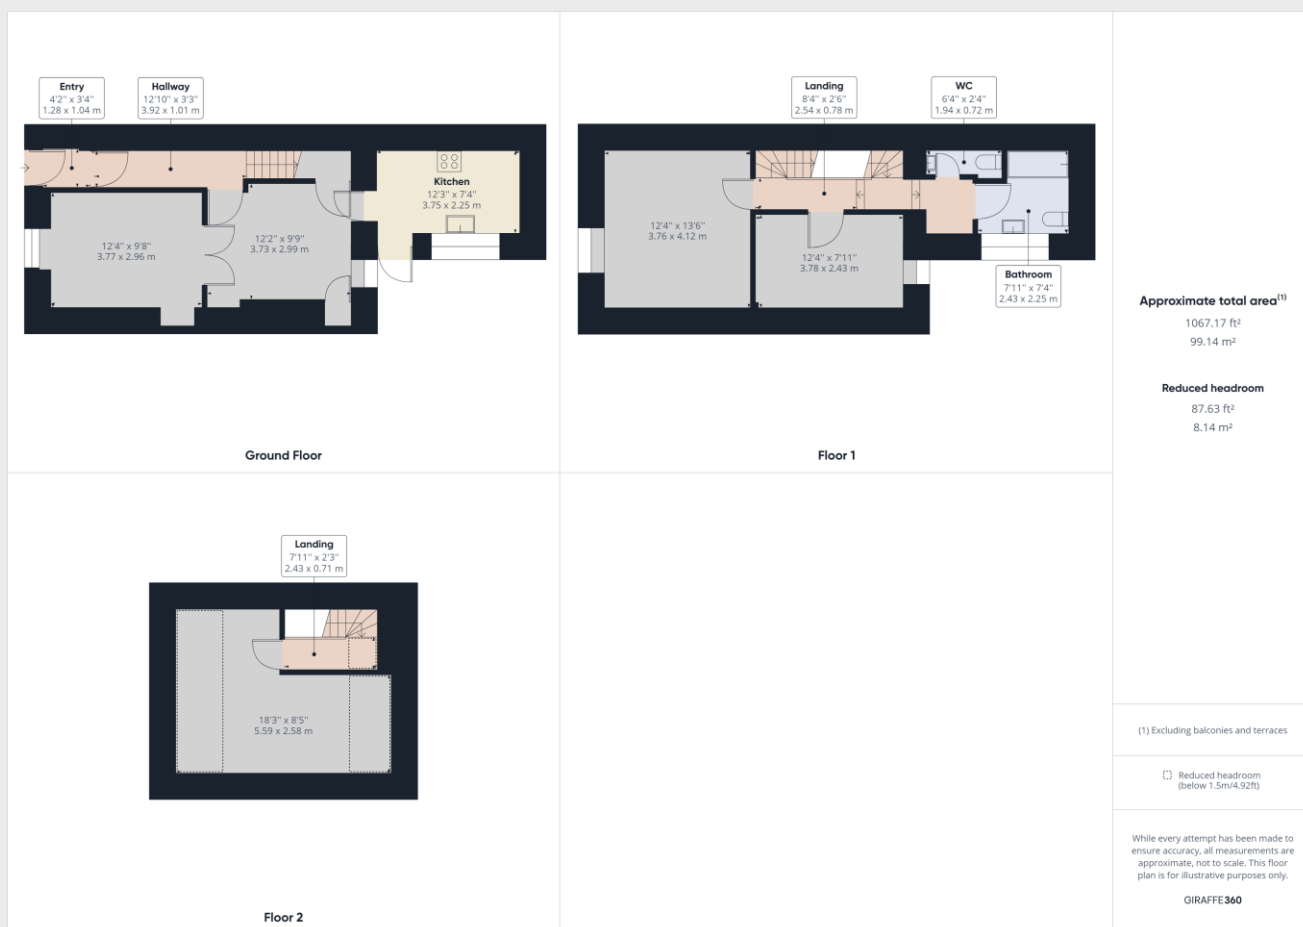 Entry
4'2" x 3'4"
1.28 x 1.04 m
Hallway
12'10" x 3'3"
3.92 x 1.01 m
Kitchen
12'3" x 7'4"
3.75 x 2.25 m
12'4" x 9'8"
3.77 x 2.96 m
12'2" x 9'9"
3.73 x 2.99 m
Ground Floor
Landing
8'4" x 2'6"
2.54 x 0.78 m
WC
6'4" x 2'4"
1.94 x 0.72 m
12'4" x 13'6"
3.76 x 4.12 m
12'4" x 7'11"
3.78 x 2.43 m
Bathroom
7'11" x 7'4"
2.43 x 2.25 m
Floor 1
Landing
7'11" x 2'3"
2.43 x 0.71 m
18'3" x 8'5"
5.59 x 2.58 m
Floor 2
Approximate total area(1)
1067.17 ft²
99.14 m²
Reduced headroom
87.63 ft²
8.14 m²
(1) Excluding balconies and terraces
Reduced headroom
(below 1.5m/4.92ft)
While every attempt has been made to
ensure accuracy, all measurements are
approximate, not to scale. This floor
plan is for illustrative purposes only.
GIRAFFE360